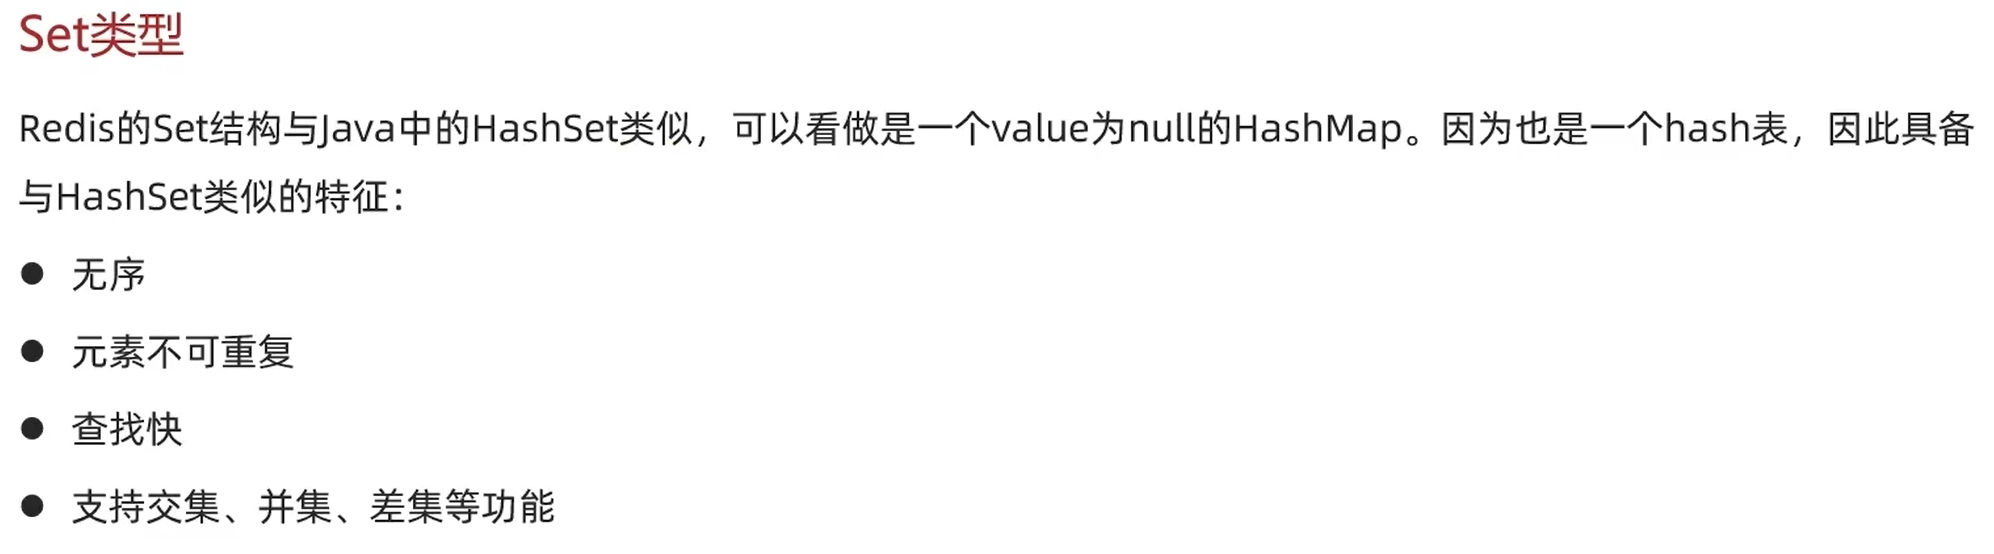 Set类型
Redis的Set结构与Java中的HashSet类似，可以看做是一个value为null的HashMap。因为也是一个hash表，因此具备
与HashSet类似的特征：
● 无序
● 元素不可重复
● 查找快
● 支持交集、并集、差集等功能